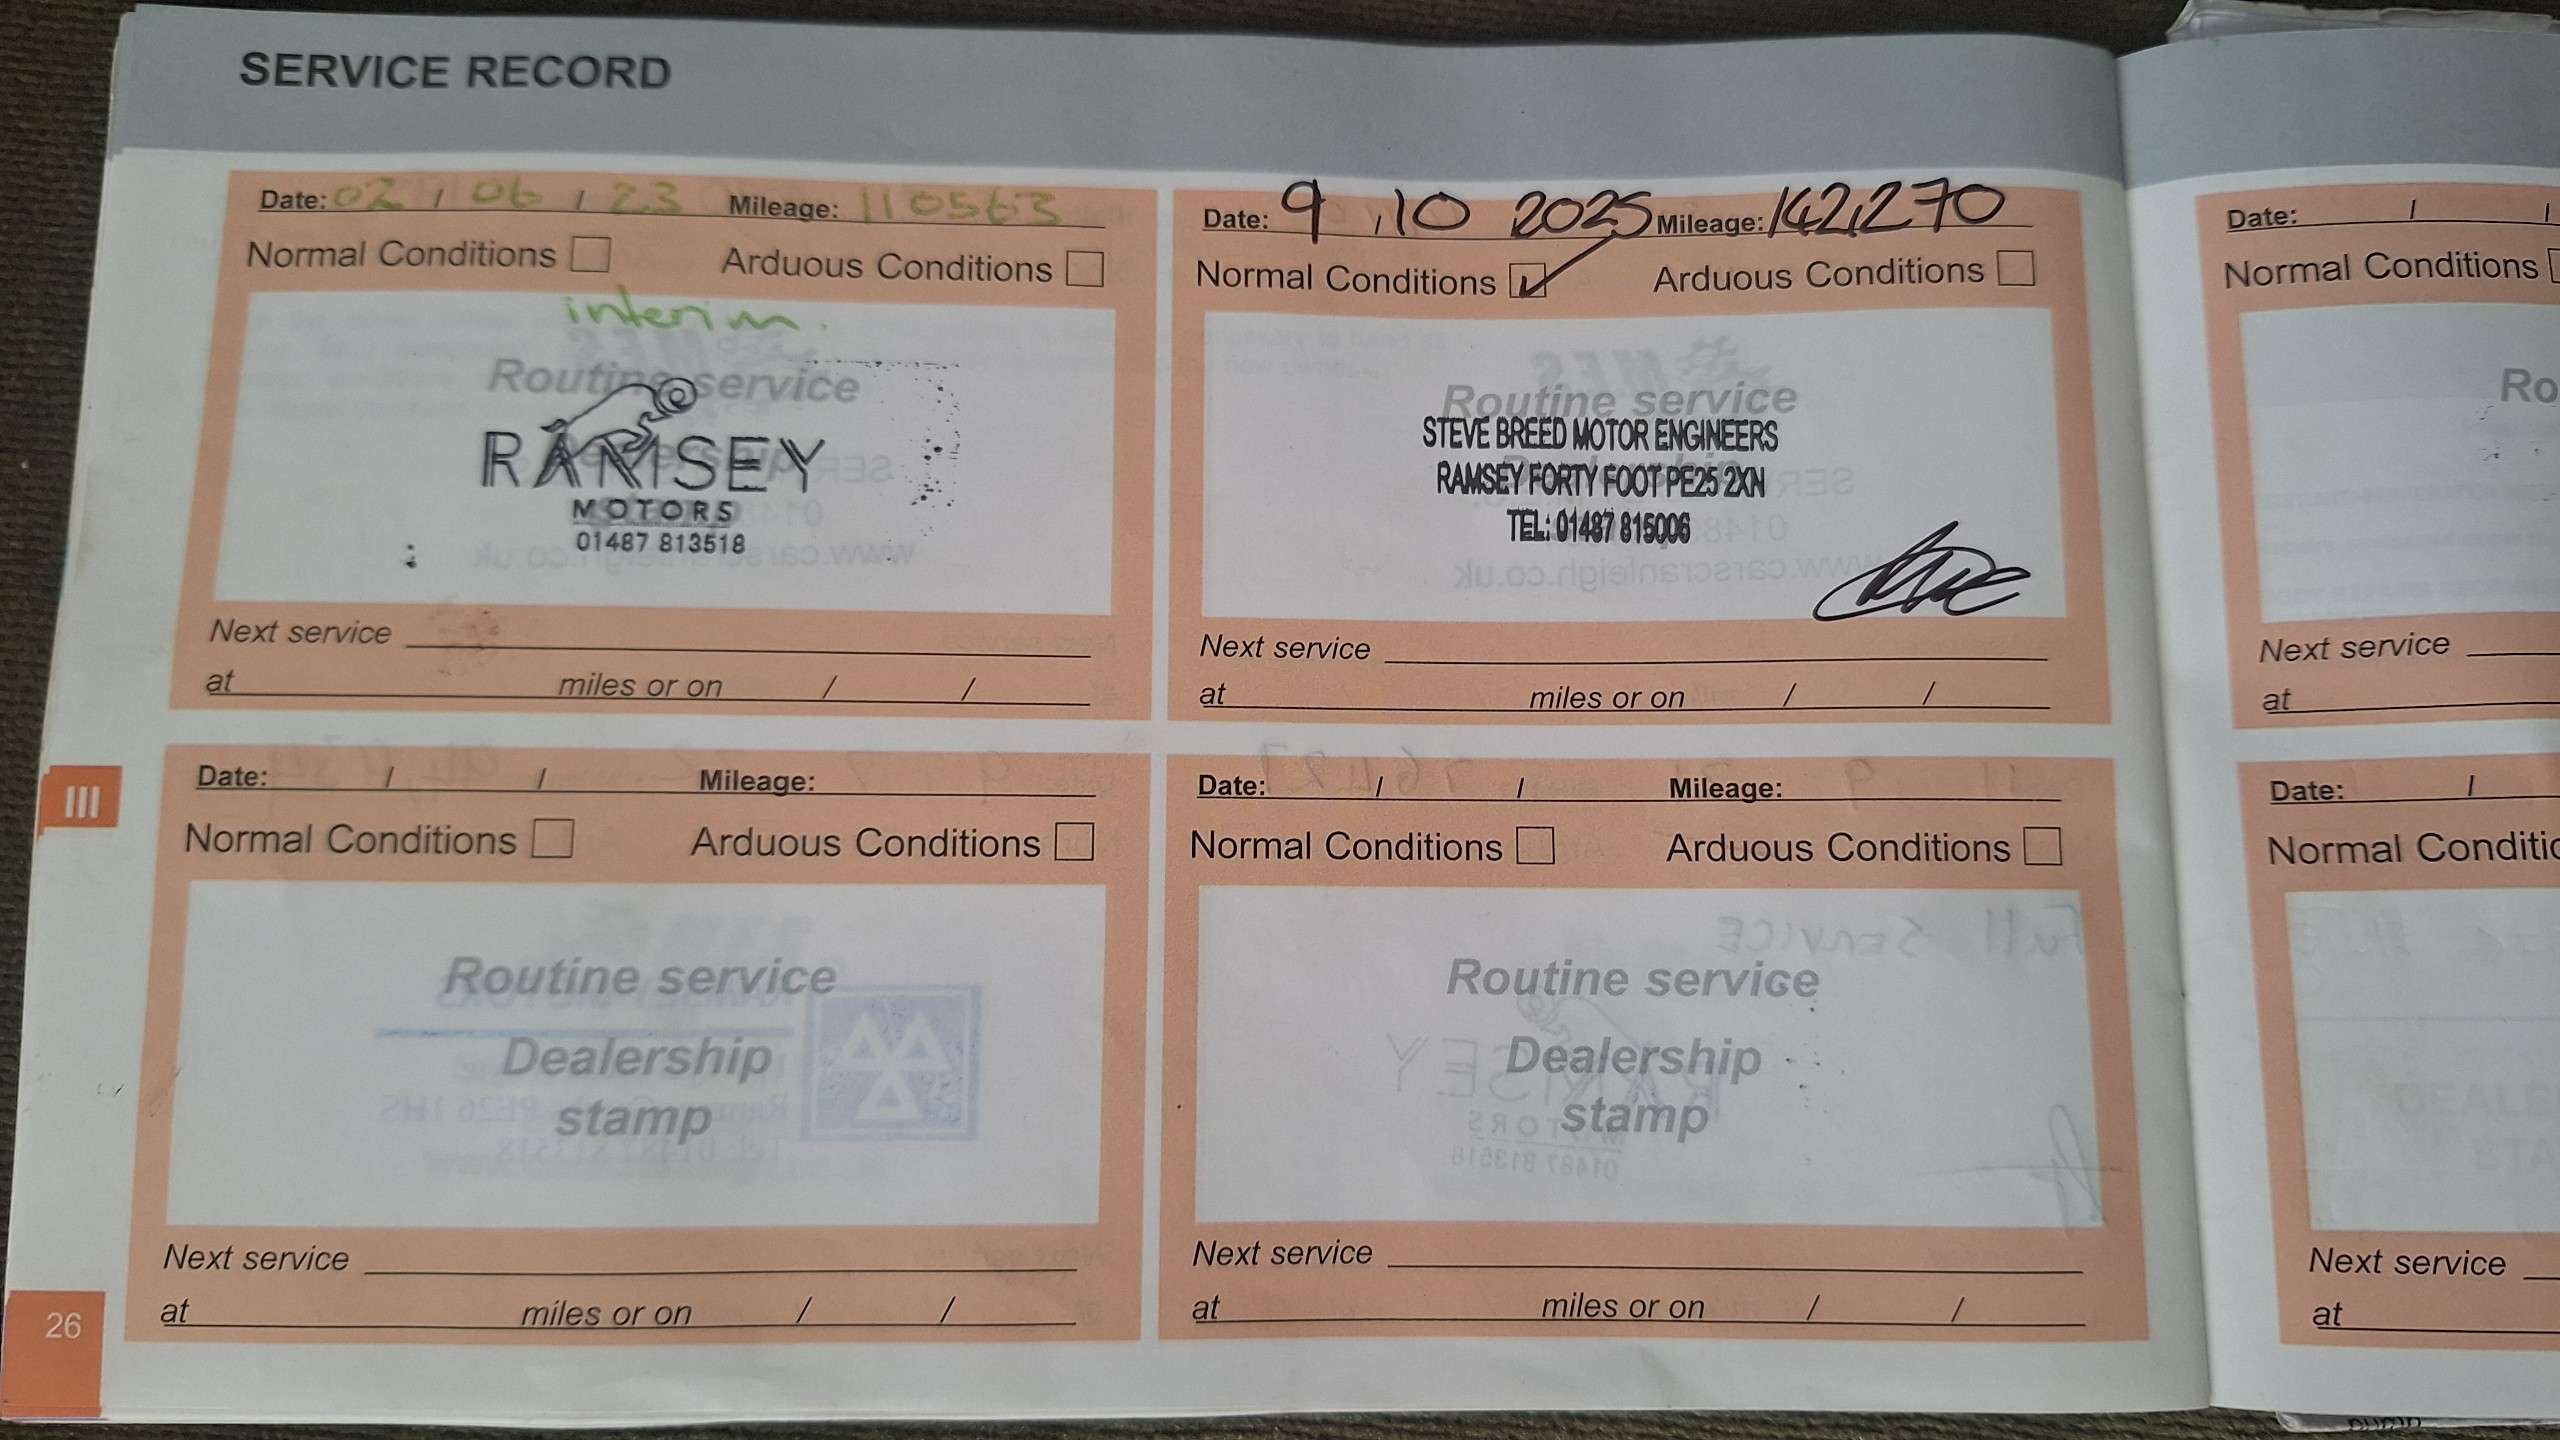 SERVICE RECORD
Date: 02 / 06 / 23 Mileage: 110563
Normal Conditions Arduous Conditions
interim.
Routine service
RAMSEY
MOTORS
01487 813518
Next service
at miles or on / /
Date: 9 , 10 2025 Mileage: 142,270
Normal Conditions Arduous Conditions
Routine service
STEVE BREED MOTOR ENGINEERS
RAMSEY FORTY FOOT PE25 2XN
TEL: 01487 815006
Next service
at miles or on / /
Date: / / Mileage:
Normal Conditions Arduous Conditions
Routine service
Dealership
stamp
Next service
at miles or on / /
Date: / / Mileage:
Normal Conditions Arduous Conditions
Routine service
Dealership
stamp
Next service
at miles or on / /
III
26
Date: / /
Normal Conditions
Ro
Next service
at
Date: /
Normal Conditio
Next service
at